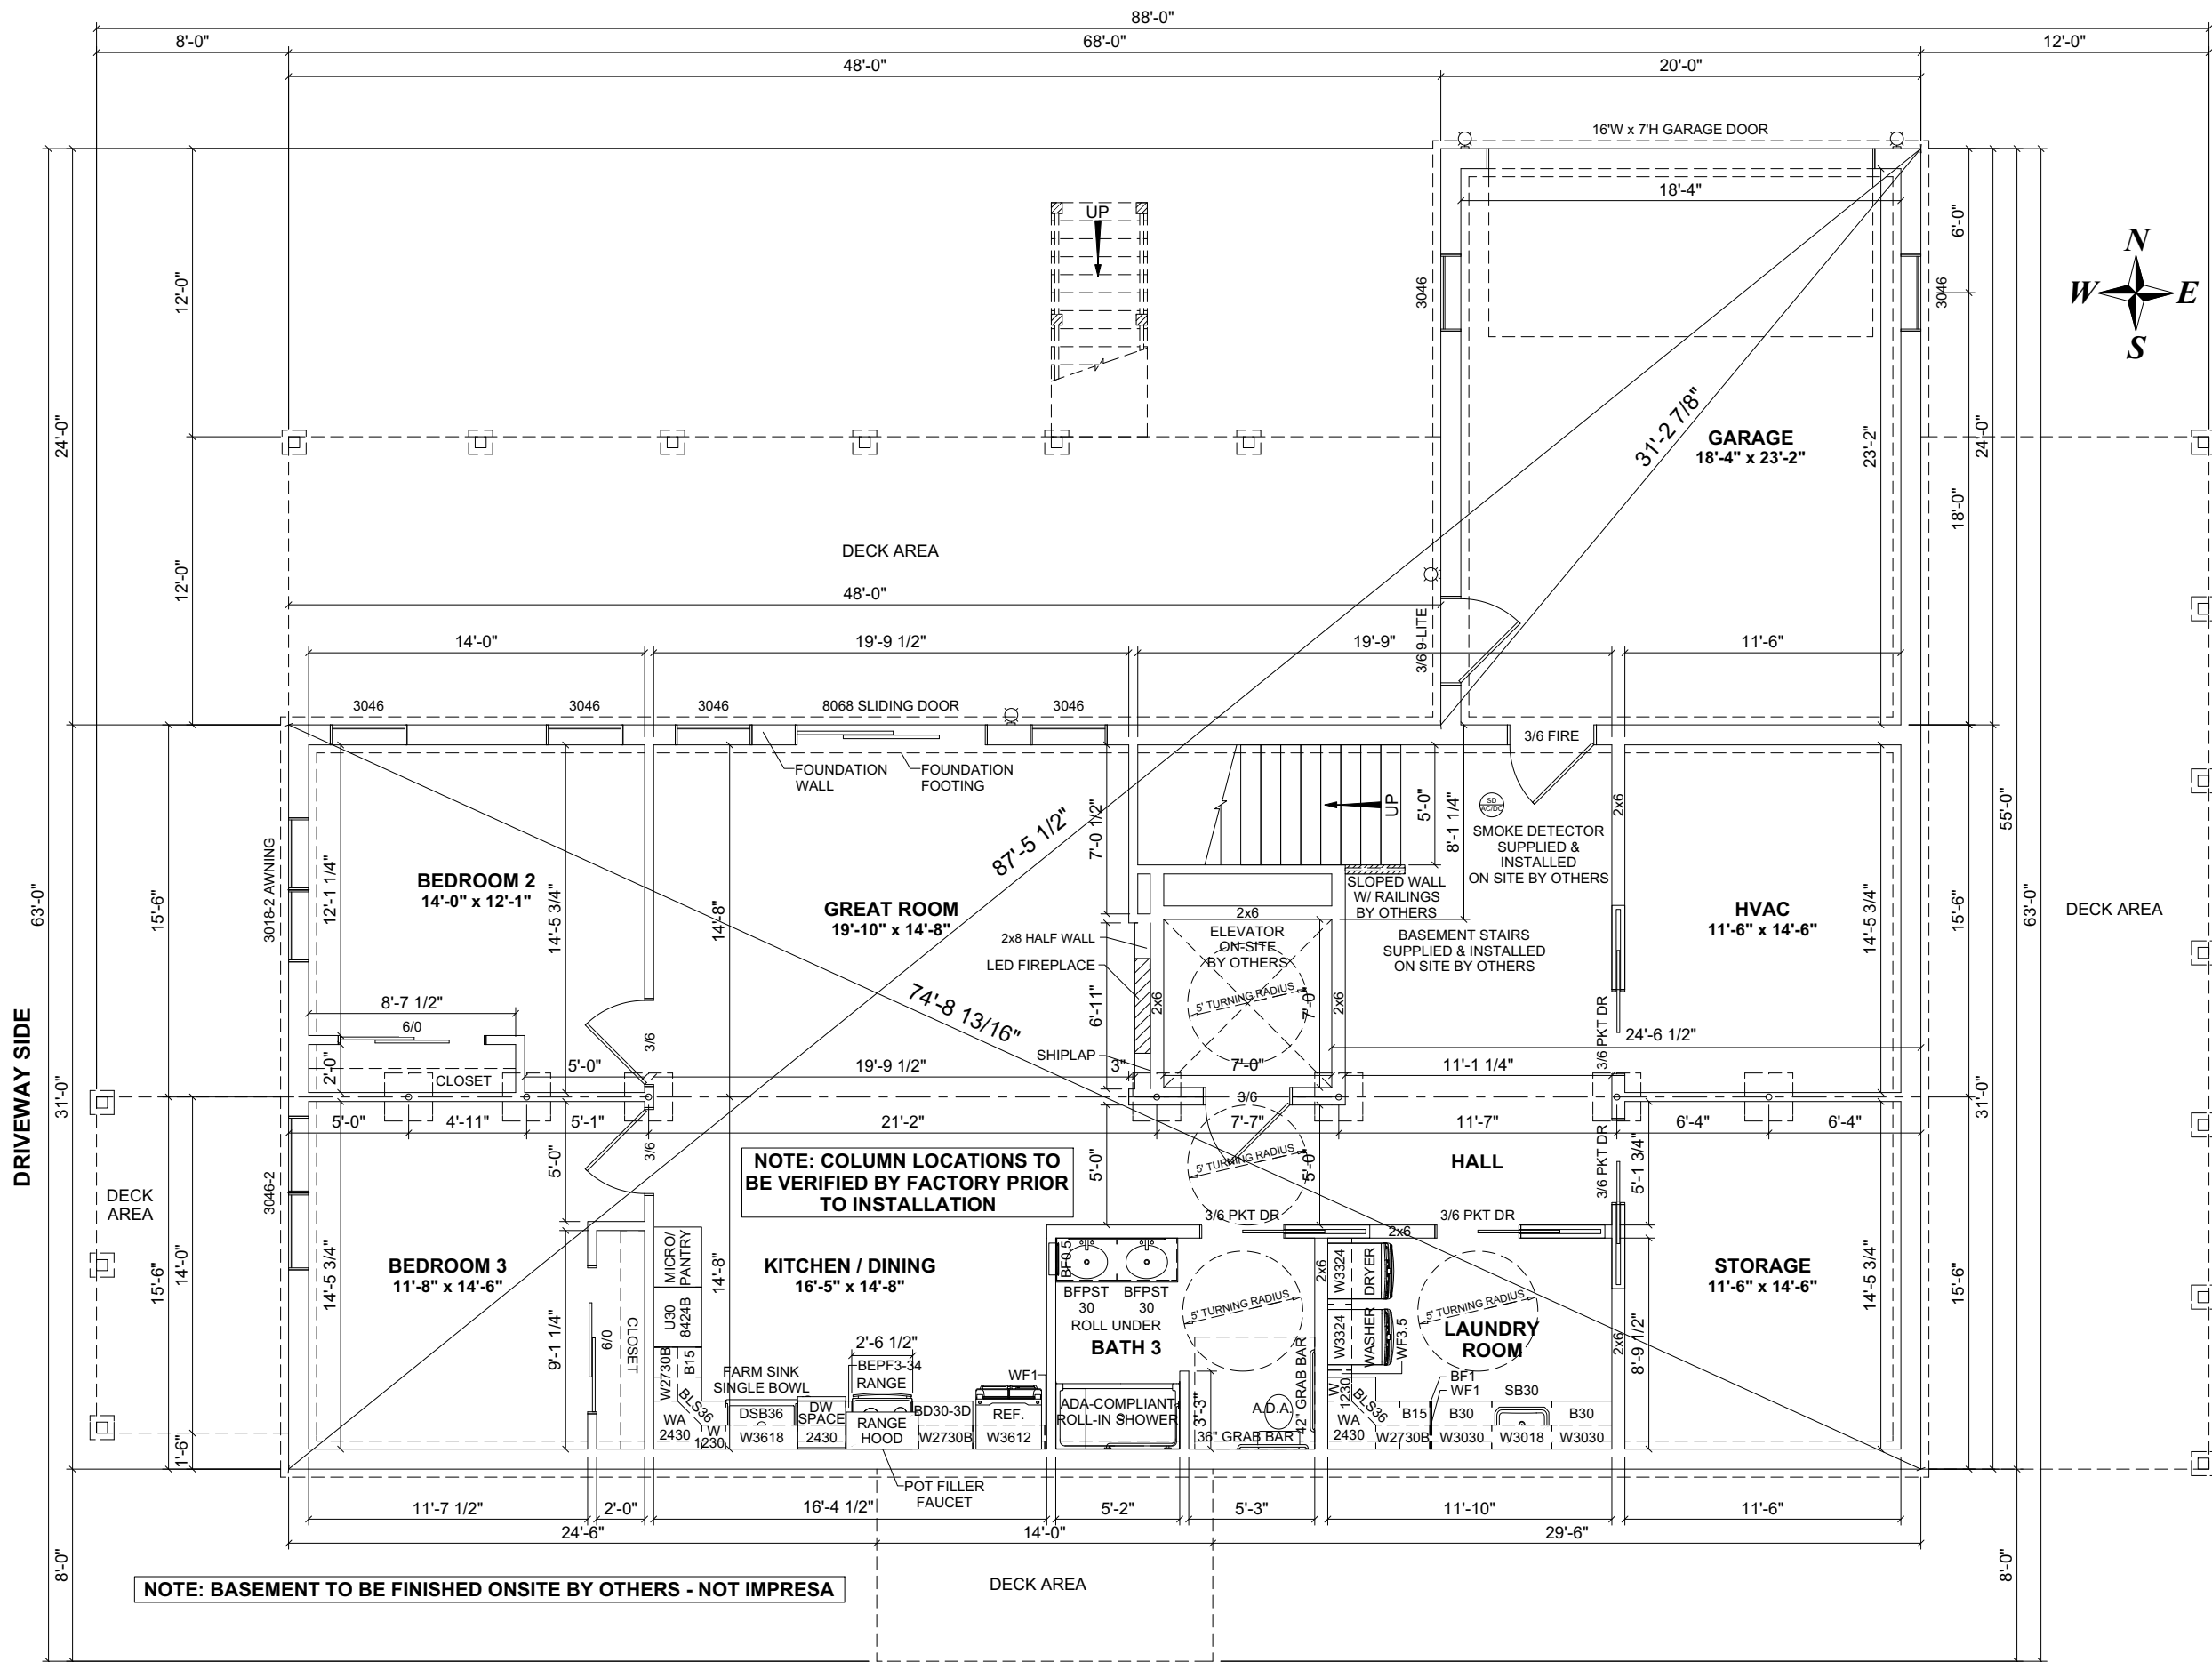 88'-0"
8'-0"
68'-0"
12'-0"
48'-0"
20'-0"
16'W x 7'H GARAGE DOOR
18'-4"
UP
6'-0"
N
W E
S
3046
3046
12'-0"
24'-0"
31'-2 7/8"
GARAGE
18'-4" x 23'-2"
23'-2"
24'-0"
18'-0"
DECK AREA
12'-0"
48'-0"
3/6 9-LITE
14'-0"
19'-9 1/2"
19'-9"
11'-6"
3046
3046
3046
8068 SLIDING DOOR
3046
3/6 FIRE
FOUNDATION
WALL
FOUNDATION
FOOTING
UP
5'-0"
8'-1 1/4"
SD
AC/DC
2x6
55'-0"
SMOKE DETECTOR
SUPPLIED &
INSTALLED
ON SITE BY OTHERS
7'-0 1/2"
87'-5 1/2"
3018-2 AWNING
12'-1 1/4"
BEDROOM 2
14'-0" x 12'-1"
14'-5 3/4"
14'-8"
GREAT ROOM
19'-10" x 14'-8"
SLOPED WALL
W/ RAILINGS
BY OTHERS
HVAC
11'-6" x 14'-6"
14'-5 3/4"
15'-6"
63'-0"
DECK AREA
63'-0"
15'-6"
2x6
2x8 HALF WALL
LED FIREPLACE
ELEVATOR
ON-SITE
BY OTHERS
BASEMENT STAIRS
SUPPLIED & INSTALLED
ON SITE BY OTHERS
5' TURNING RADIUS
7'-0"
2x6
2x6
6'-11"
74'-8 13/16"
8'-7 1/2"
6/0
3/6
3/6 PKT DR
24'-6 1/2"
DRIVEWAY SIDE
2'-0"
CLOSET
5'-0"
19'-9 1/2"
SHIPLAP
3"
7'-0"
11'-1 1/4"
31'-0"
3/6
31'-0"
5'-0"
4'-11"
5'-1"
21'-2"
7'-7"
11'-7"
6'-4"
6'-4"
3/6
5'-0"
NOTE: COLUMN LOCATIONS TO
BE VERIFIED BY FACTORY PRIOR
TO INSTALLATION
5'-0"
5' TURNING RADIUS
5'-0"
HALL
3/6 PKT DR
5'-1 3/4"
DECK
AREA
3046-2
3/6 PKT DR
3/6 PKT DR
2x6
15'-6"
14'-0"
14'-5 3/4"
BEDROOM 3
11'-8" x 14'-6"
MICRO/
PANTRY
14'-8"
KITCHEN / DINING
16'-5" x 14'-8"
BF0.5
BFPST
30
BFPST
30
ROLL UNDER
BATH 3
5' TURNING RADIUS
2x6
W3324
DRYER
5' TURNING RADIUS
LAUNDRY
ROOM
STORAGE
11'-6" x 14'-6"
14'-5 3/4"
15'-6"
U30
8424B
W3324
WASHER
WF3.5
2x6
8'-9 1/2"
9'-1 1/4"
6/0
CLOSET
W2730B
B15
2'-6 1/2"
BEPF3-34
RANGE
FARM SINK
SINGLE BOWL
WF1
42" GRAB BAR
W
1230
BF1
WF1
SB30
BLS36
DSB36
DW
SPACE
BD30-3D
REF.
ADA-COMPLIANT
ROLL-IN SHOWER
3'-3"
A.D.A.
BLS36
B15
B30
B30
WA
2430
W
1230
W3618
2430
RANGE
HOOD
W2730B
W3612
36" GRAB BAR
WA
2430
W2730B
W3030
W3018
W3030
1'-6"
POT FILLER
FAUCET
11'-7 1/2"
2'-0"
16'-4 1/2"
5'-2"
5'-3"
11'-10"
11'-6"
24'-6"
14'-0"
29'-6"
8'-0"
8'-0"
NOTE: BASEMENT TO BE FINISHED ONSITE BY OTHERS - NOT IMPRESA
DECK AREA